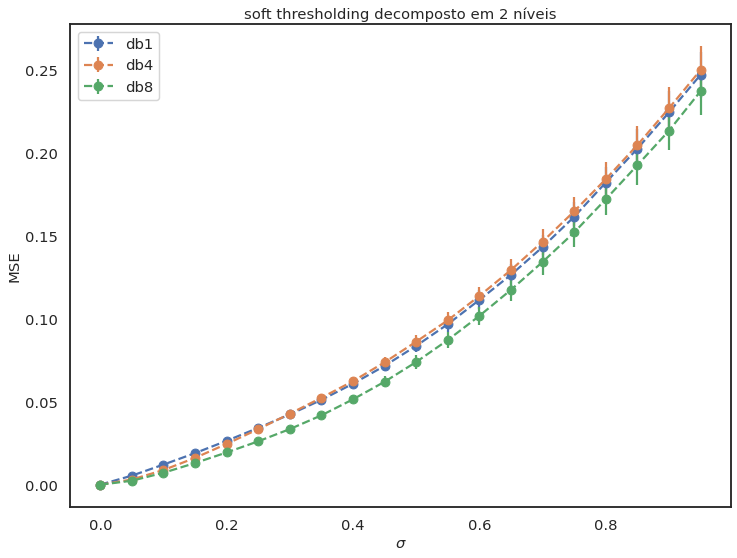 soft thresholding decomposto em 2 níveis
db1
db4
db8
MSE
0.25
0.20
0.15
0.10
0.05
0.00
0.0 0.2 0.4 0.6 0.8
σ